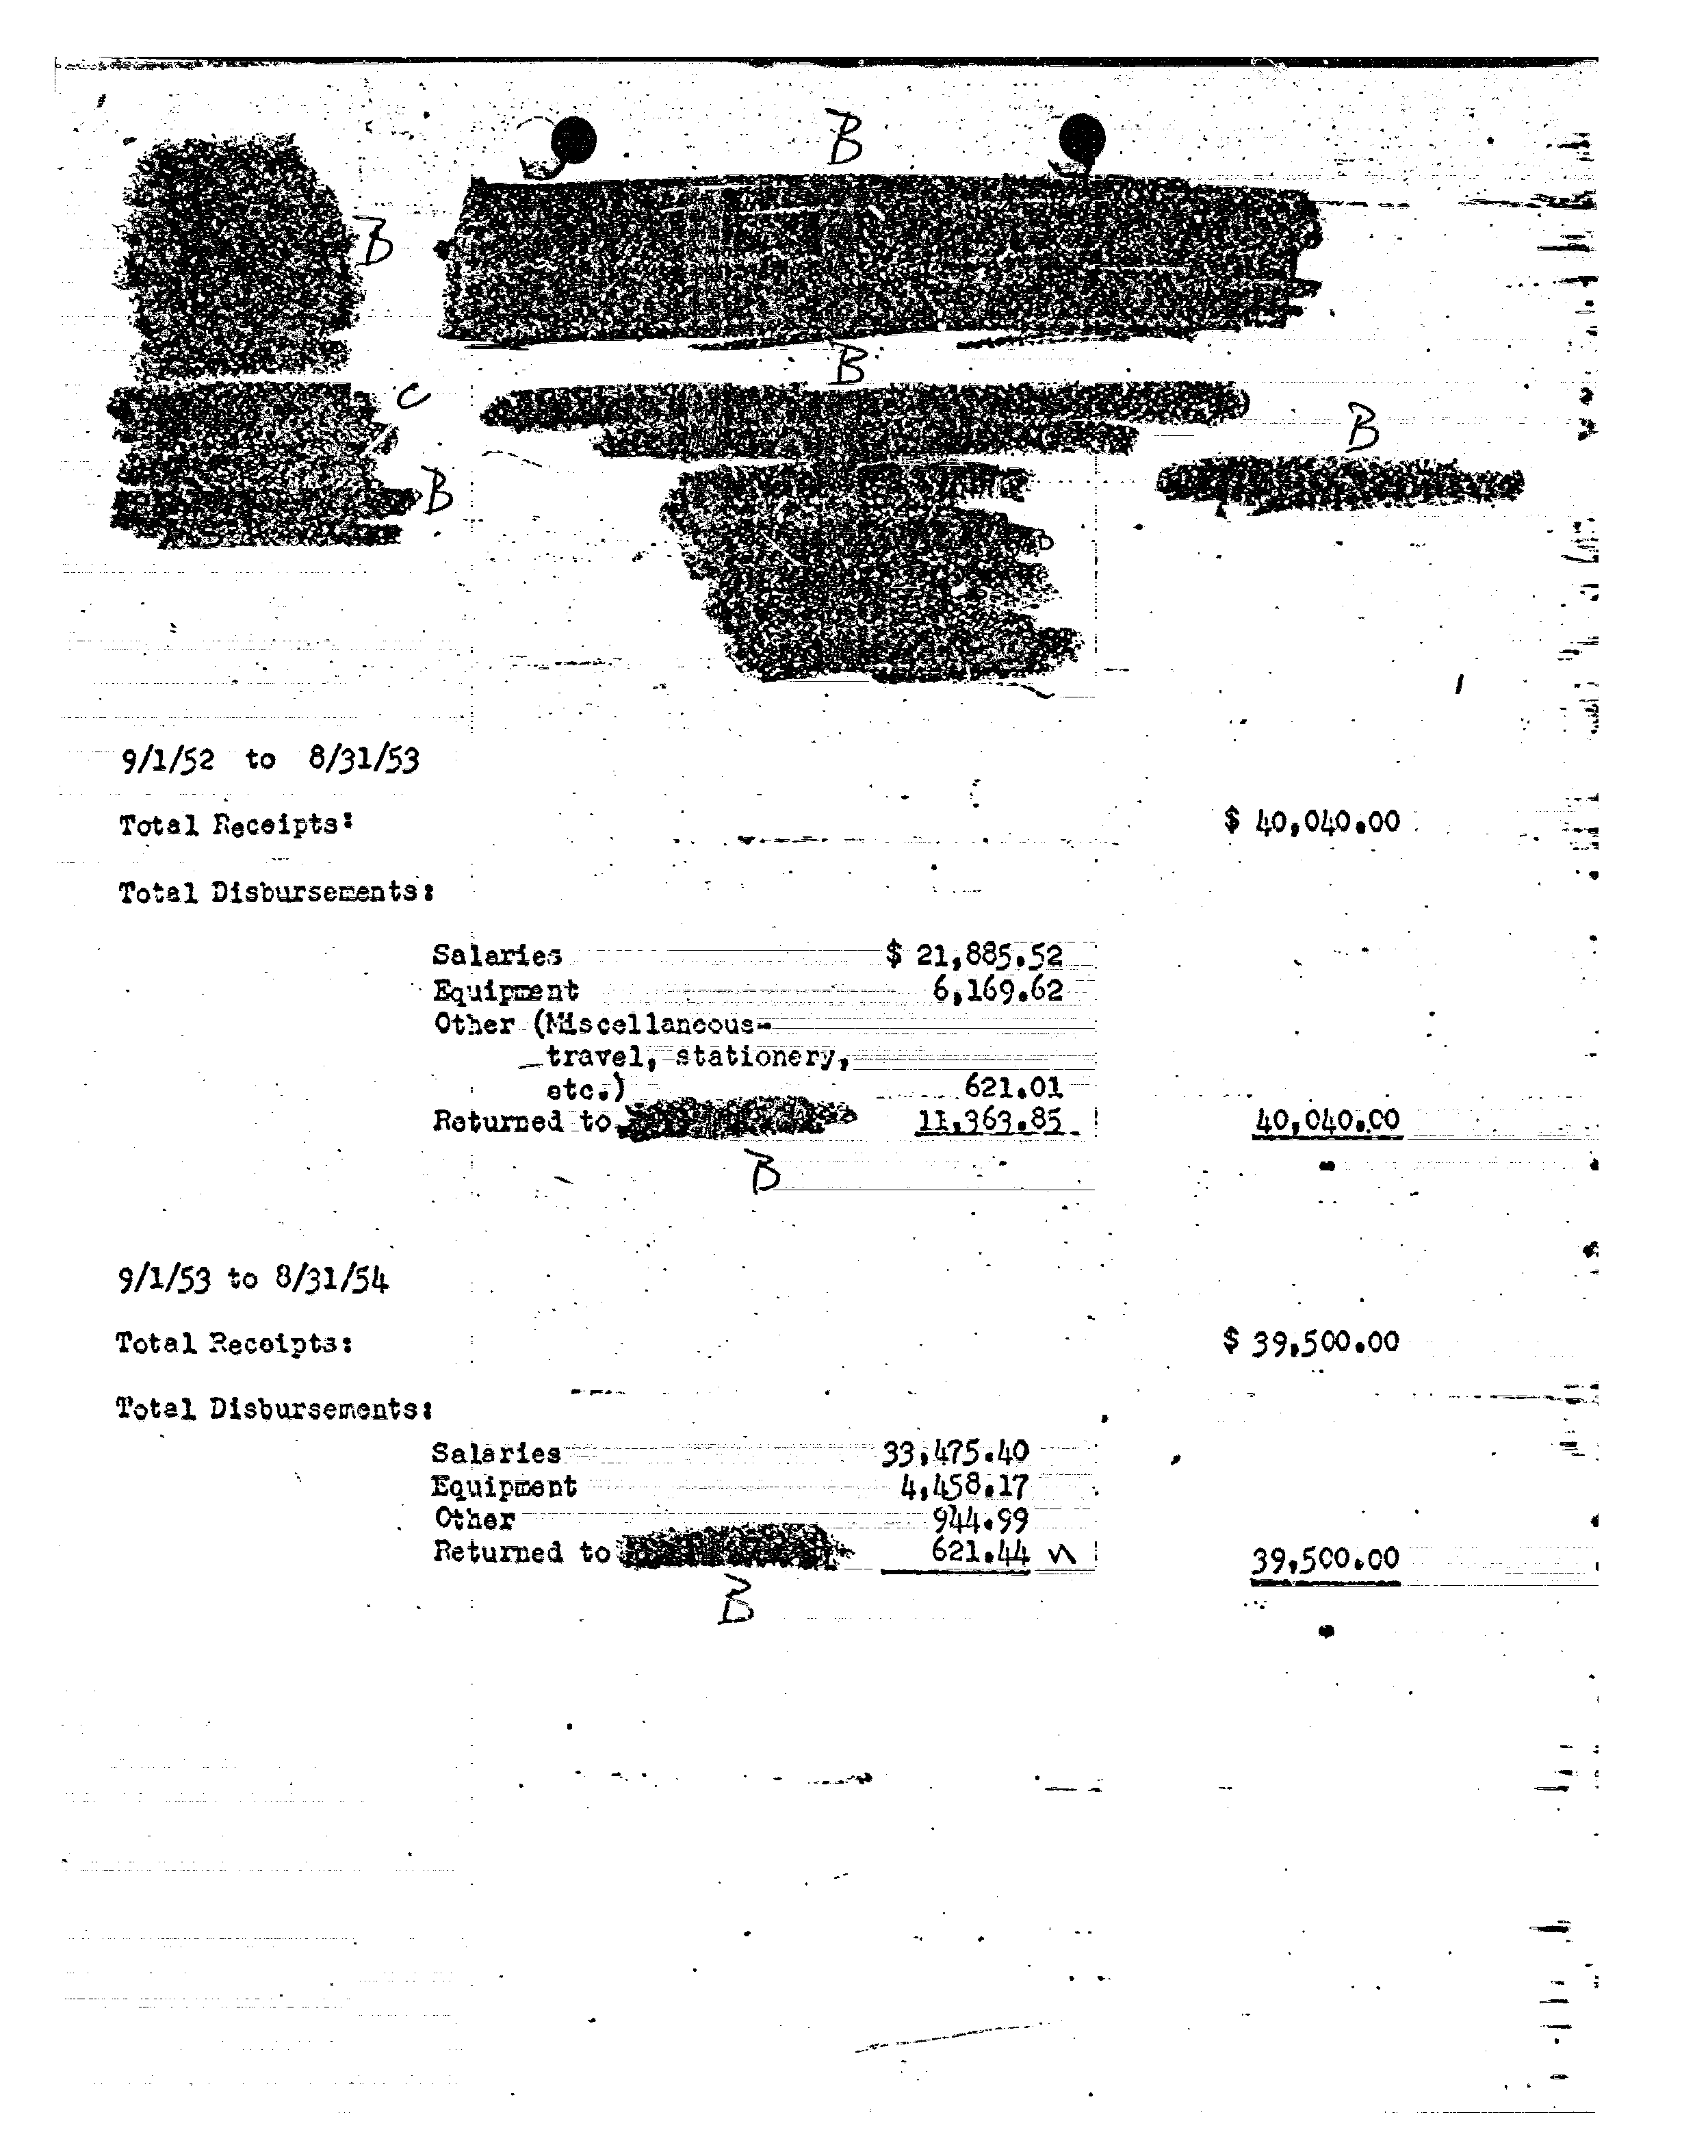 B
B
B
C
B
B
9/1/52 to 8/31/53
Total Receipts: $ 40,040.00
Total Disbursements:
Salaries $ 21,885.52
Equipment 6,169.62
Other (Miscellaneous-
travel, stationery,
etc.) 621.01
Returned to 11,363.85 40,040.00
B
9/1/53 to 8/31/54
Total Receipts: $ 39,500.00
Total Disbursements:
Salaries 33,475.40
Equipment 4,458.17
Other 944.99
Returned to 621.44 39,500.00
B